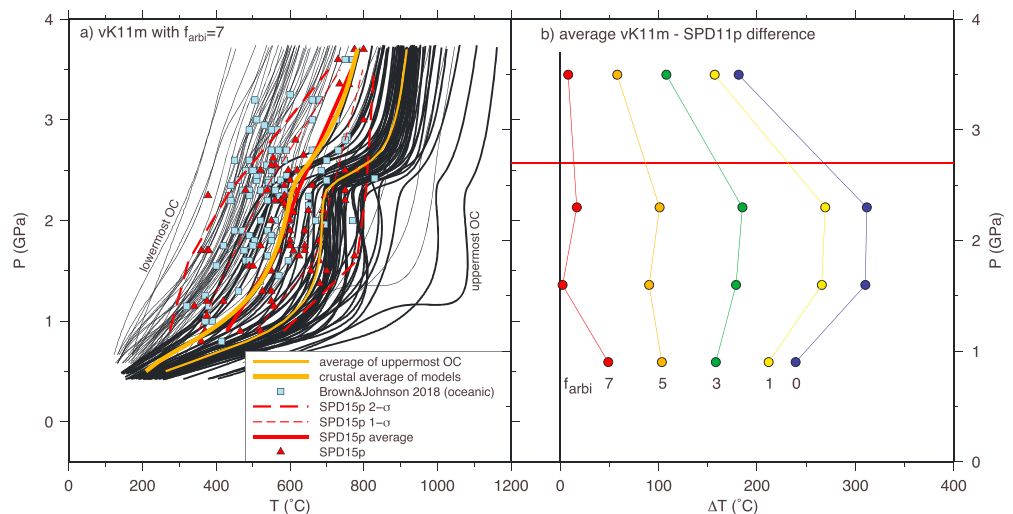 a) vK11m with farbi=7
b) average vK11m - SPD11p difference
4
3
2
1
0
P (GPa)
lowermost OC
uppermost OC
average of uppermost OC
crustal average of models
Brown&Johnson 2018 (oceanic)
SPD15p 2−σ
SPD15p 1−σ
SPD15p average
SPD15p
0
200
400
600
800
1000
1200
T (˚C)
farbi
7
5
3
1
0
4
3
2
1
0
P (GPa)
0
100
200
300
400
ΔT (˚C)